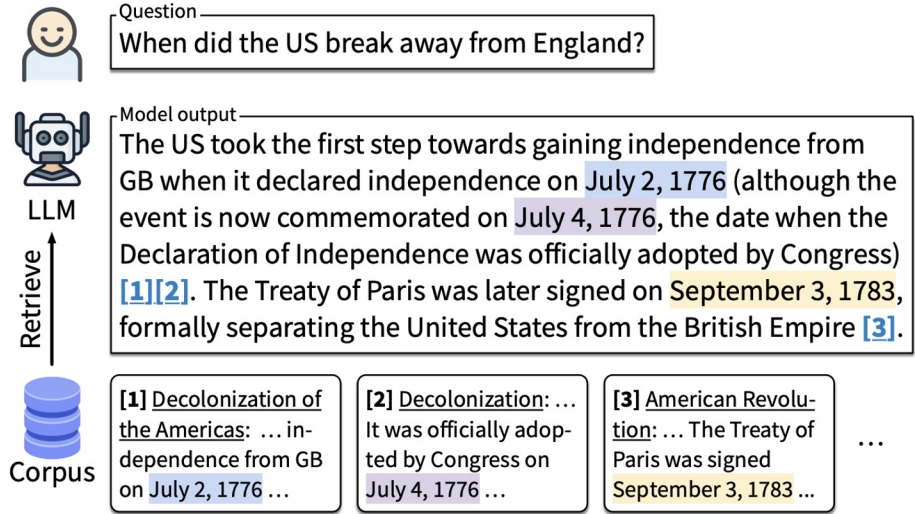 Question
When did the US break away from England?
Model output
The US took the first step towards gaining independence from
GB when it declared independence on July 2, 1776 (although the
event is now commemorated on July 4, 1776, the date when the
Declaration of Independence was officially adopted by Congress)
[1][2]. The Treaty of Paris was later signed on September 3, 1783,
formally separating the United States from the British Empire [3].
LLM
Retrieve
Corpus
[1] Decolonization of
the Americas: … in-
dependence from GB
on July 2, 1776 …
[2] Decolonization: …
It was officially adop-
ted by Congress on
July 4, 1776 …
[3] American Revolu-
tion: … The Treaty of
Paris was signed
September 3, 1783 ...
…